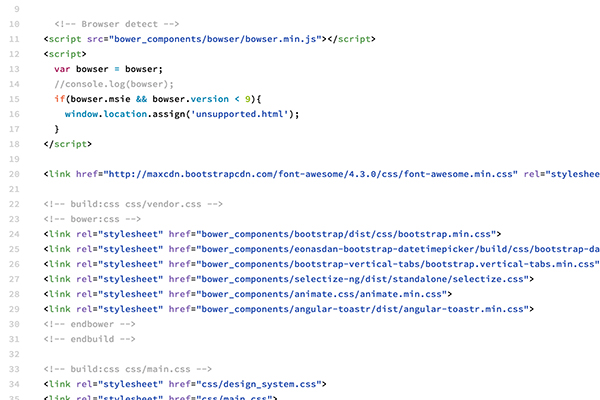 9
10 <!-- Browser detect -->
11 <script src="bower_components/bowser/bowser.min.js"></script>
12 <script>
13 var bowser = bowser;
14 //console.log(bowser);
15 if(bowser.msie && bowser.version < 9){
16 window.location.assign('unsupported.html');
17 }
18 </script>
19
20 <link href="http://maxcdn.bootstrapcdn.com/font-awesome/4.3.0/css/font-awesome.min.css" rel="styleshee
21
22 <!-- build:css css/vendor.css -->
23 <!-- bower:css -->
24 <link rel="stylesheet" href="bower_components/bootstrap/dist/css/bootstrap.min.css">
25 <link rel="stylesheet" href="bower_components/eonasdan-bootstrap-datetimepicker/build/css/bootstrap-da
26 <link rel="stylesheet" href="bower_components/bootstrap-vertical-tabs/bootstrap.vertical-tabs.min.css"
27 <link rel="stylesheet" href="bower_components/selectize-ng/dist/standalone/selectize.css">
28 <link rel="stylesheet" href="bower_components/animate.css/animate.min.css">
29 <link rel="stylesheet" href="bower_components/angular-toastr/dist/angular-toastr.min.css">
30 <!-- endbower -->
31 <!-- endbuild -->
32
33 <!-- build:css css/main.css -->
34 <link rel="stylesheet" href="css/design_system.css">
35 <link rel="stylesheet" href="css/main.css">